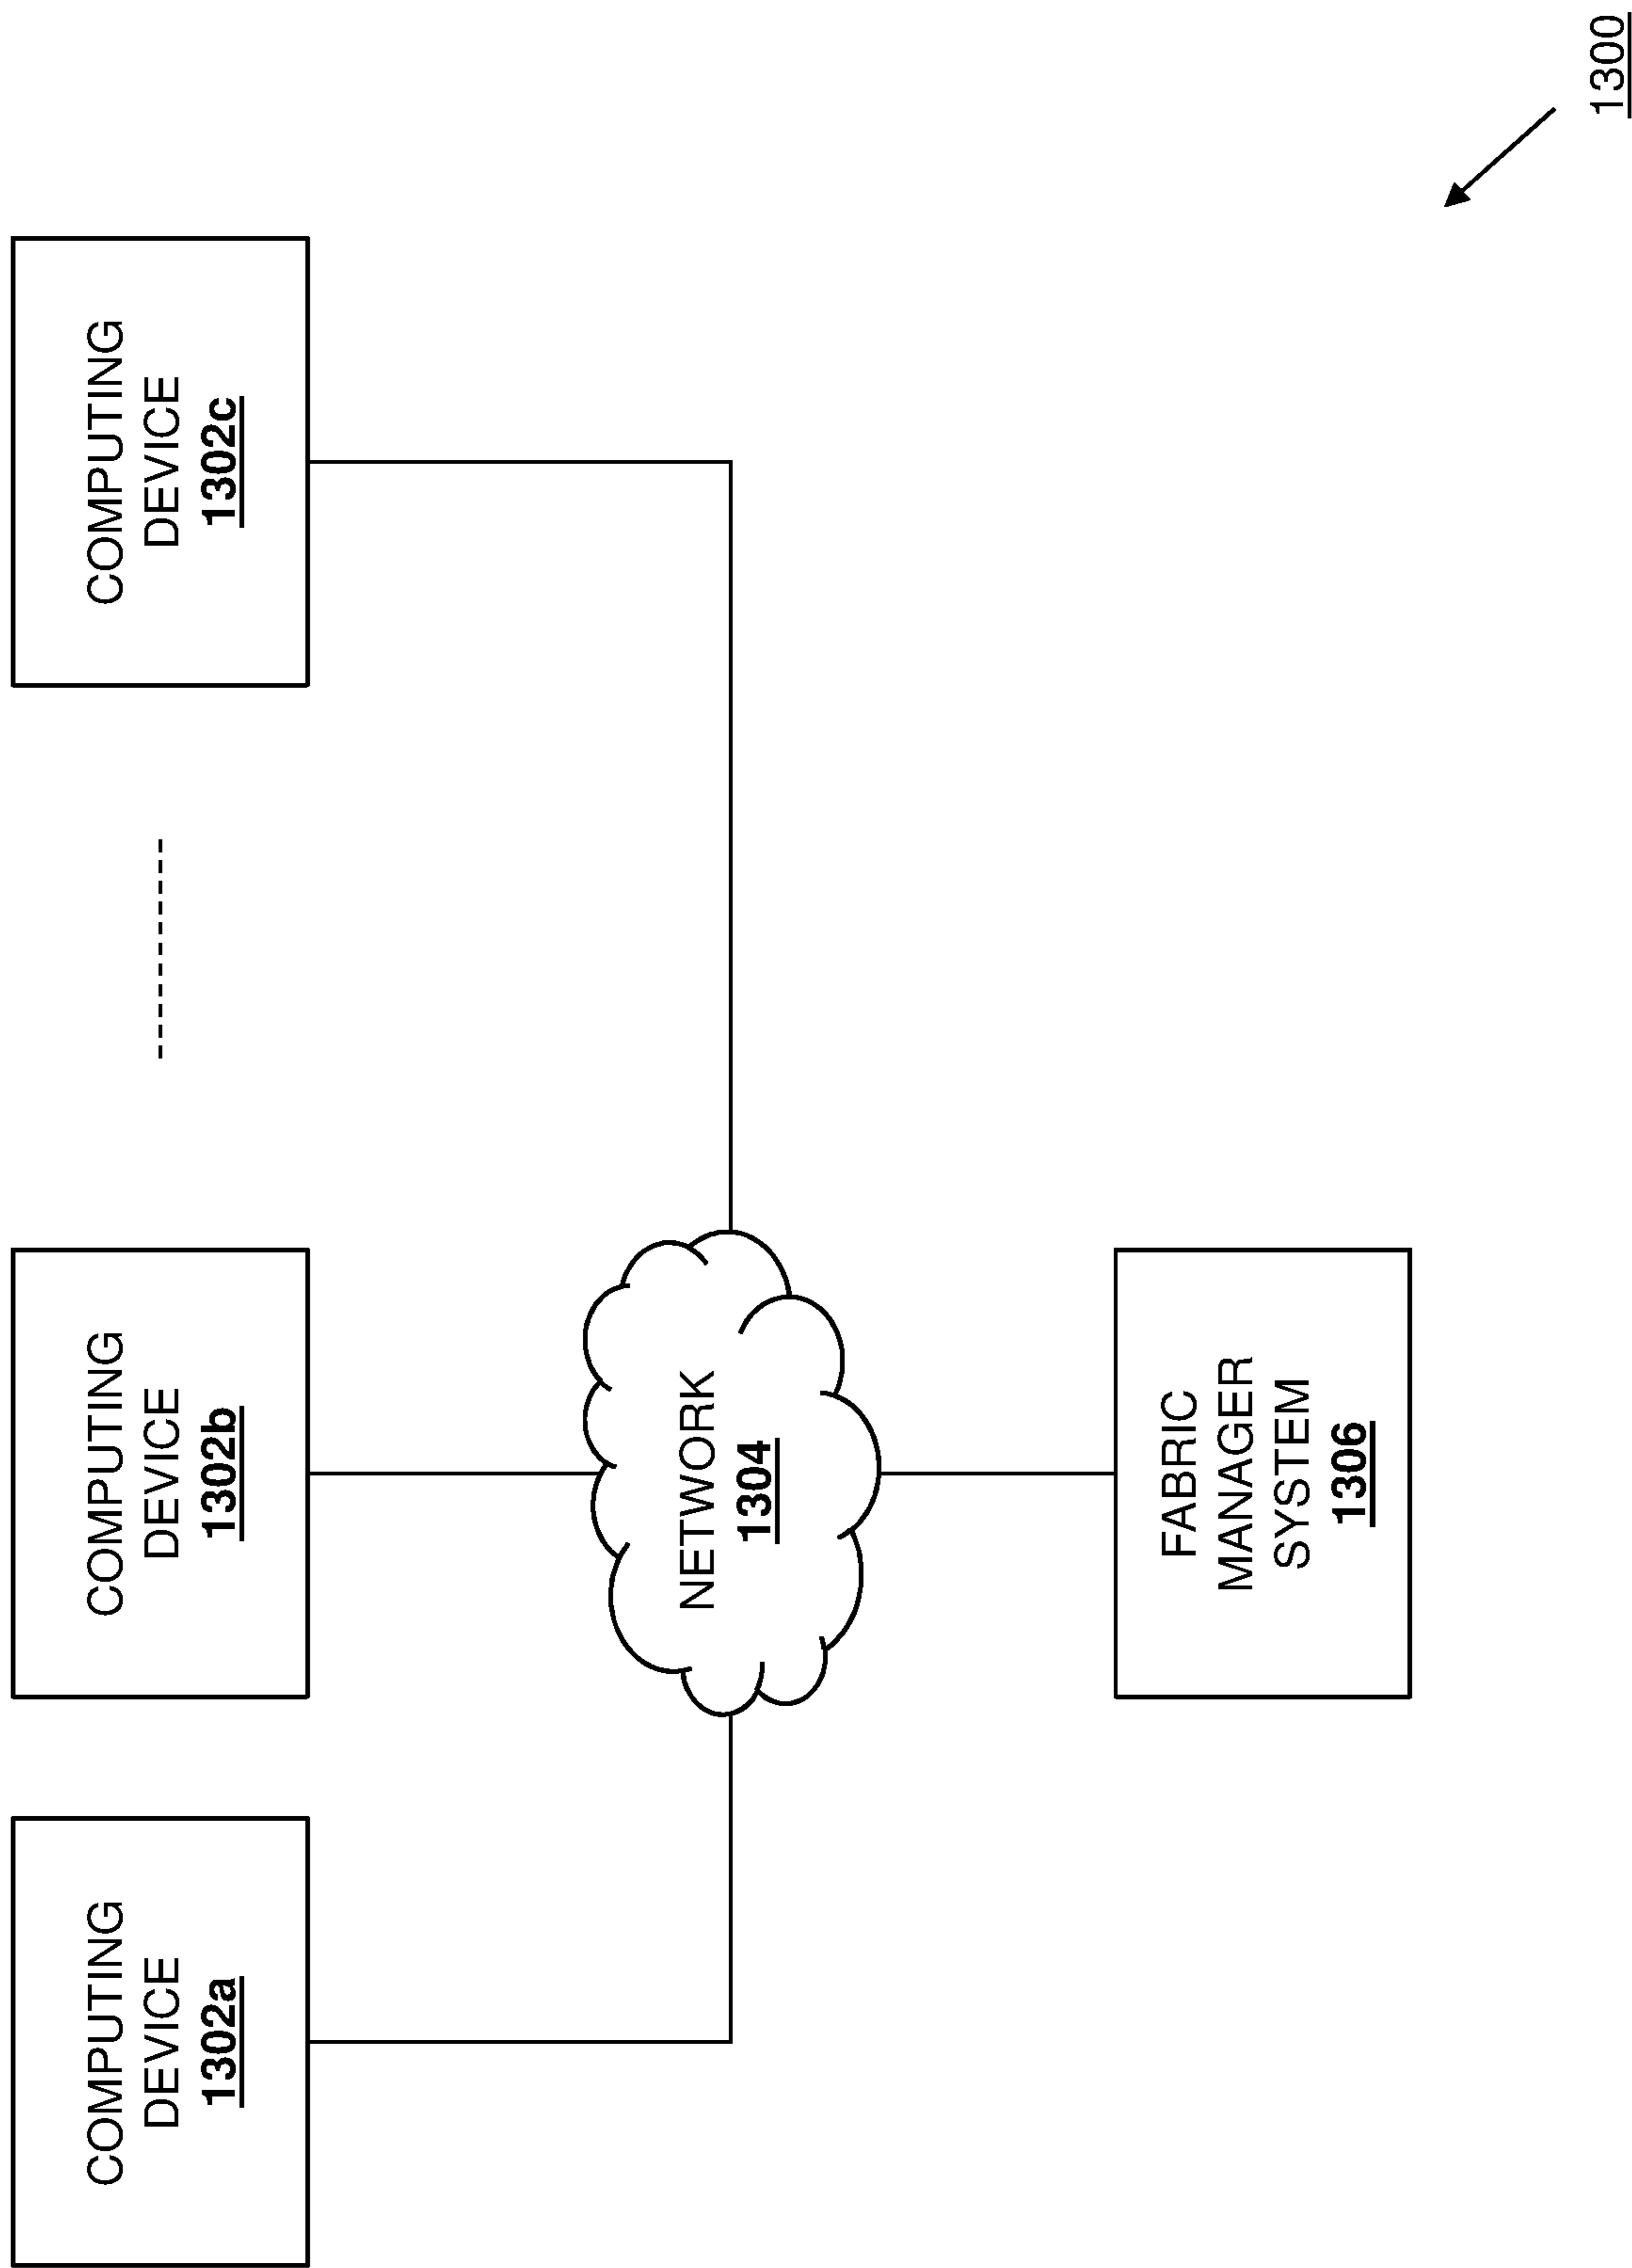 COMPUTING
DEVICE
1302a
COMPUTING
DEVICE
1302b
COMPUTING
DEVICE
1302c
NETWORK
1304
FABRIC
MANAGER
SYSTEM
1306
1300